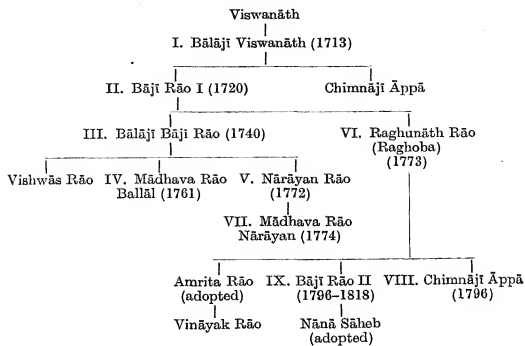 Viswanāth
I. Bālājī Viswanāth (1713)
II. Bājī Rāo I (1720) Chimnājī Āppā
III. Bālājī Bājī Rāo (1740) VI. Raghunāth Rāo
(Raghoba)
(1773)
Vishwās Rāo IV. Mādhava Rāo V. Nārāyan Rāo
Ballāl (1761) (1772)
VII. Mādhava Rāo
Nārāyan (1774)
Amrita Rāo IX. Bājī Rāo II VIII. Chimnājī Āppā
(adopted) (1796–1818) (1796)
Vināyak Rāo Nānā Sāheb
(adopted)